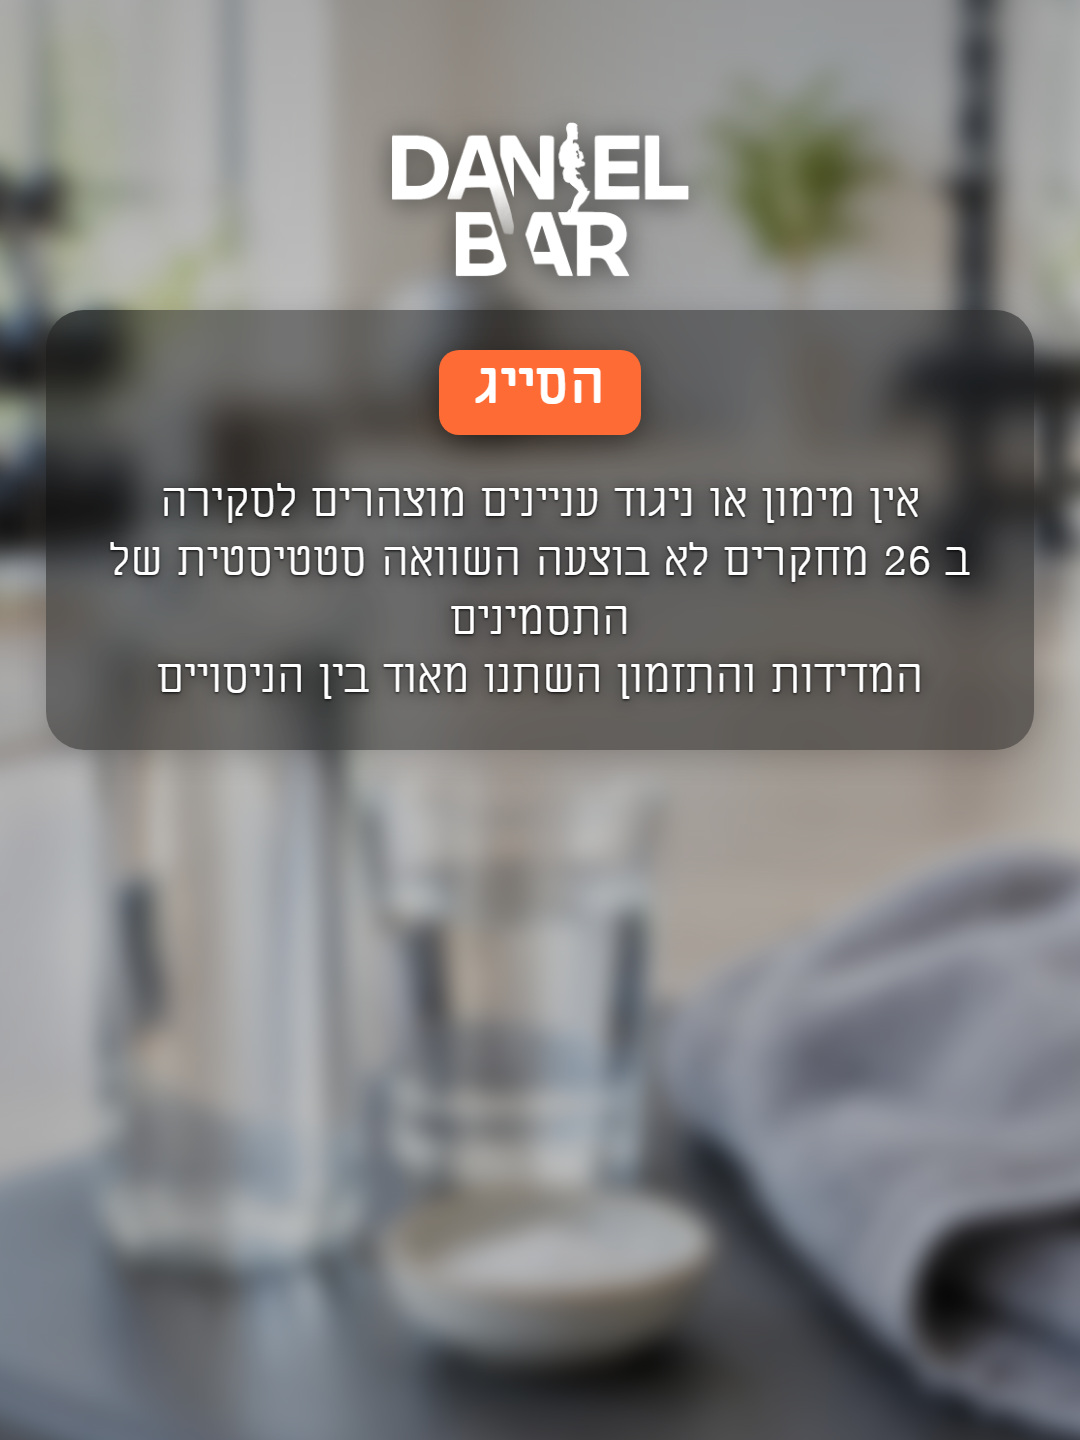 DANIEL
BAR
הסייג
אין מימון או ניגוד עניינים מוצהרים לסקירה
ב 26 מחקרים לא בוצעה השוואה סטטיסטית של
התסמינים
המדידות והתזמון השתנו מאוד בין הניסויים